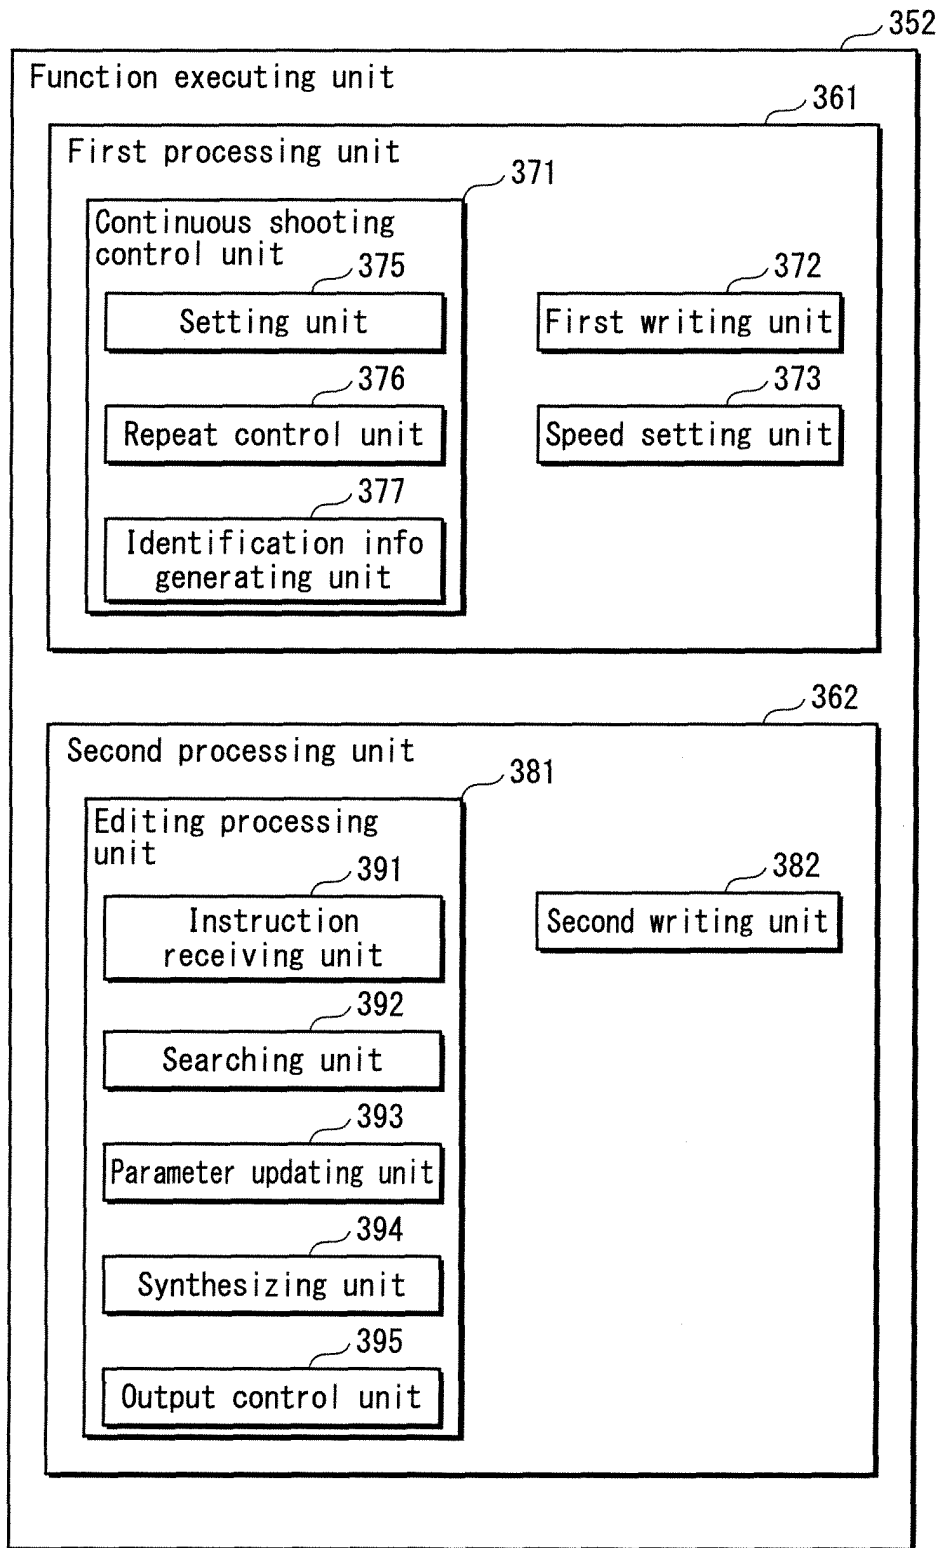 352
Function executing unit
361
First processing unit
371
Continuous shooting
control unit
375
Setting unit
372
First writing unit
376
Repeat control unit
373
Speed setting unit
377
Identification info
generating unit
362
Second processing unit
381
Editing processing
unit
391
Instruction
receiving unit
382
Second writing unit
392
Searching unit
393
Parameter updating unit
394
Synthesizing unit
395
Output control unit